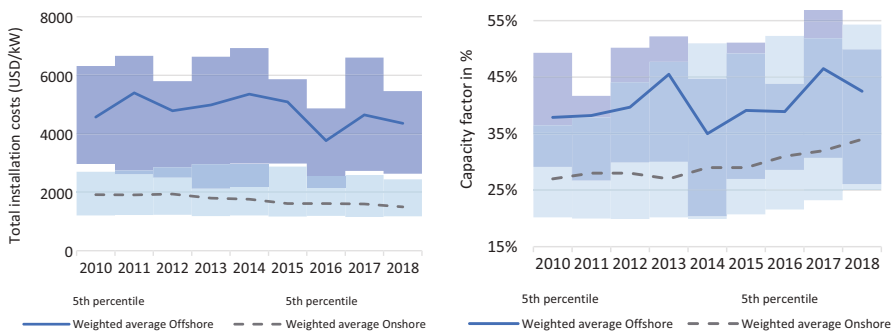 Total installation costs (USD/kW)
8000
6000
4000
2000
0
2010 2011 2012 2013 2014 2015 2016 2017 2018
5th percentile 5th percentile
Weighted average Offshore Weighted average Onshore
Capacity factor in %
55%
45%
35%
25%
15%
2010 2011 2012 2013 2014 2015 2016 2017 2018
5th percentile 5th percentile
Weighted average Offshore Weighted average Onshore